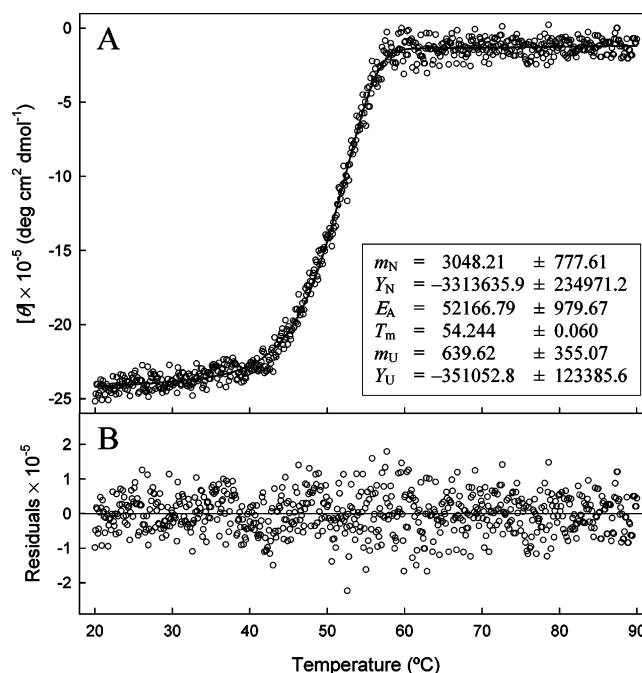 A
0
-5
-10
-15
-20
-25
[θ] × 10⁻⁵ (deg cm² dmol⁻¹)
m_N = 3048.21 ± 777.61
Y_N = −3313635.9 ± 234971.2
E_A = 52166.79 ± 979.67
T_m = 54.244 ± 0.060
m_U = 639.62 ± 355.07
Y_U = −351052.8 ± 123385.6
B
2
1
0
-1
-2
Residuals × 10⁻⁵
20 30 40 50 60 70 80 90
Temperature (ºC)